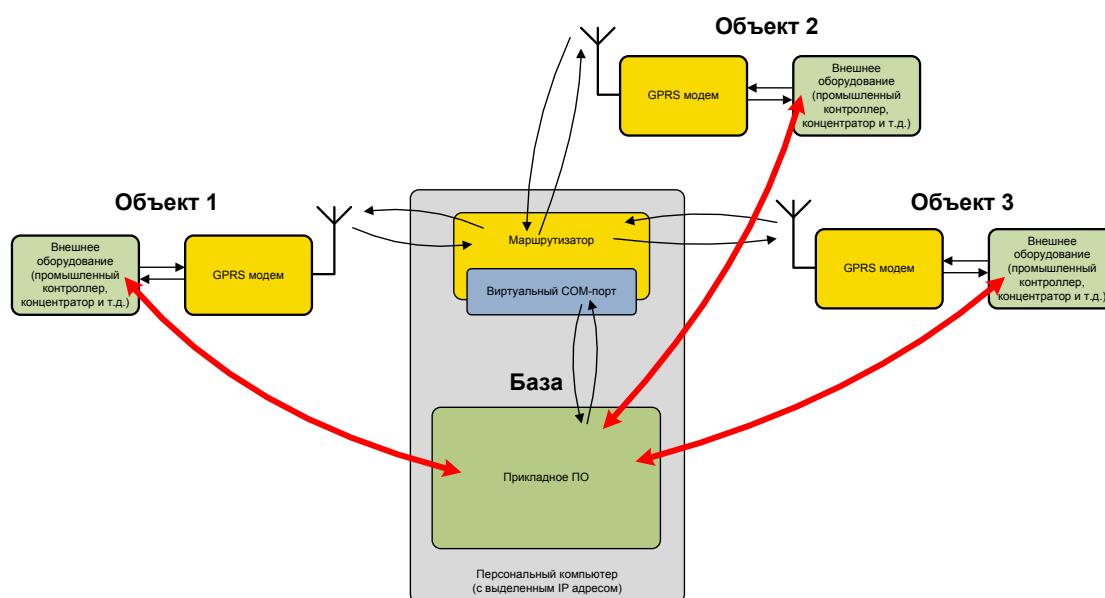 Объект 2
Внешнее
оборудование
(промышленный
контроллер,
концентратор и т.д.)
GPRS модем
Объект 1
Объект 3
Маршрутизатор
Внешнее
оборудование
(промышленный
контроллер,
концентратор и т.д.)
GPRS модем
GPRS модем
Внешнее
оборудование
(промышленный
контроллер,
концентратор и т.д.)
Виртуальный COM-порт
База
Прикладное ПО
Персональный компьютер
(с выделенным IP адресом)